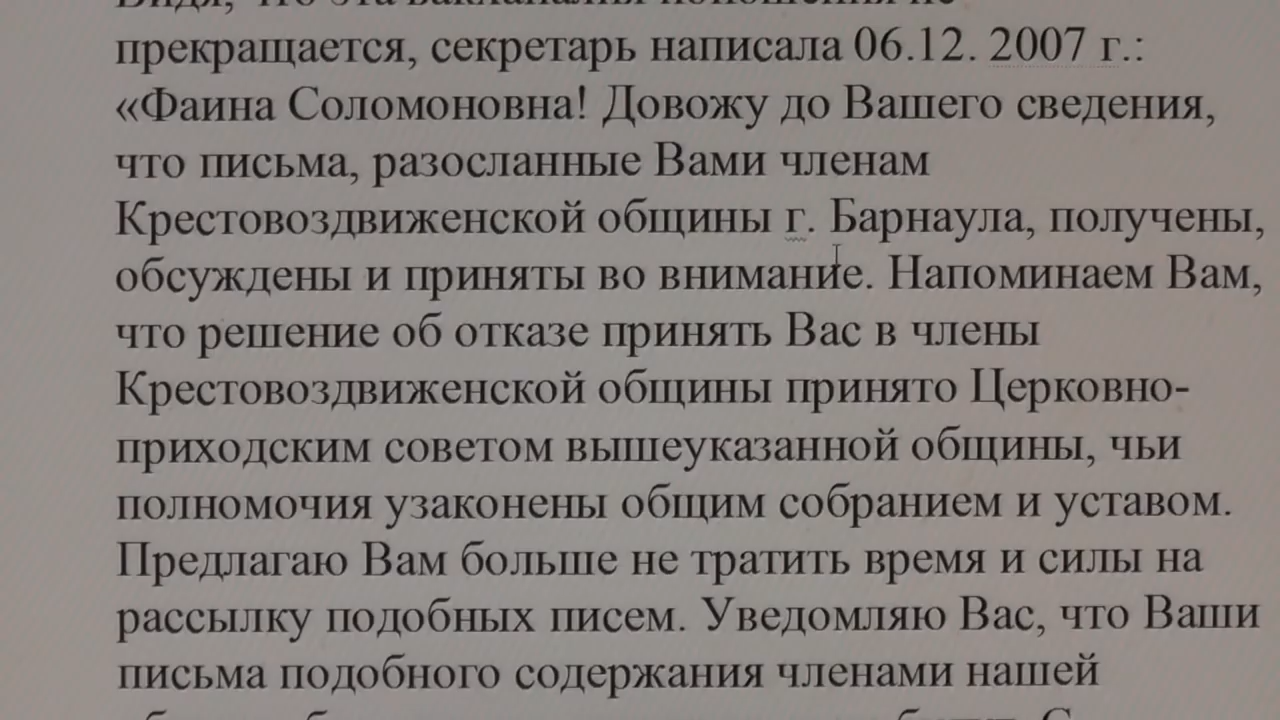 прекращается, секретарь написала 06.12. 2007 г.:
«Фаина Соломоновна! Довожу до Вашего сведения,
что письма, разосланные Вами членам
Крестовоздвиженской общины г. Барнаула, получены,
обсуждены и приняты во внимание. Напоминаем Вам,
что решение об отказе принять Вас в члены
Крестовоздвиженской общины принято Церковно-
приходским советом вышеуказанной общины, чьи
полномочия узаконены общим собранием и уставом.
Предлагаю Вам больше не тратить время и силы на
рассылку подобных писем. Уведомляю Вас, что Ваши
письма подобного содержания членами нашей